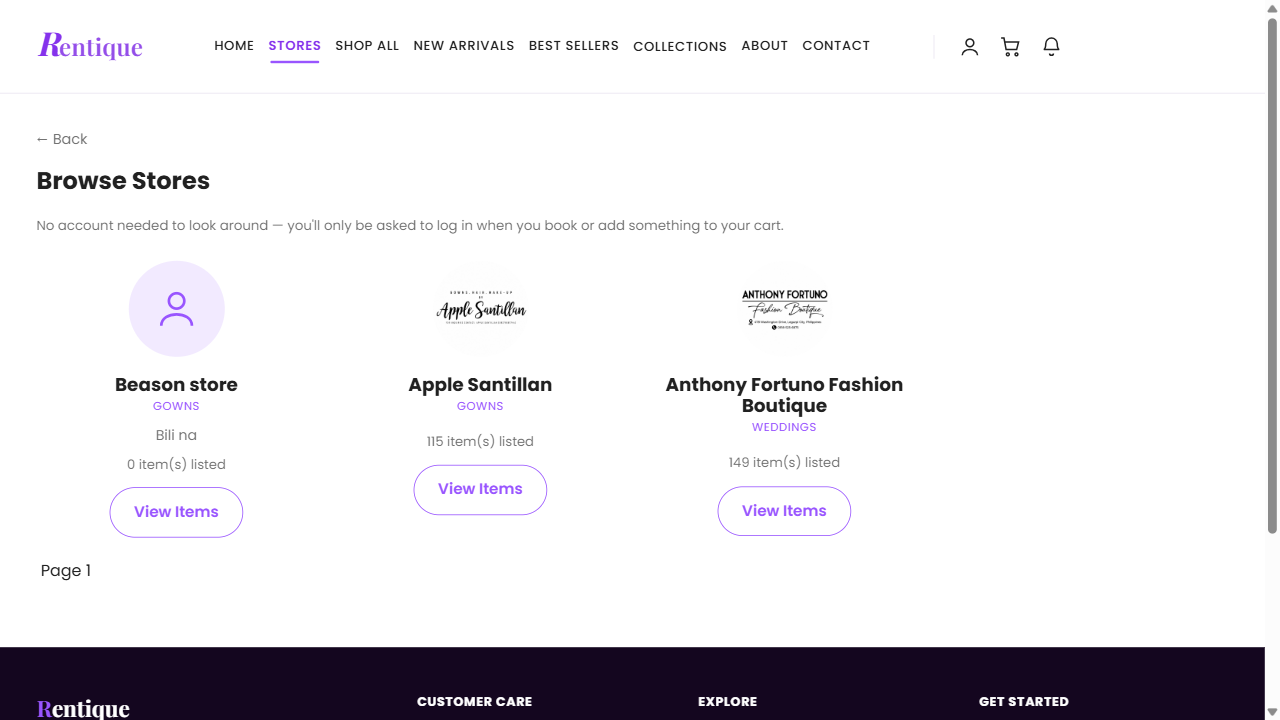 Rentique
HOME STORES SHOP ALL NEW ARRIVALS BEST SELLERS COLLECTIONS ABOUT CONTACT
← Back
Browse Stores
No account needed to look around — you'll only be asked to log in when you book or add something to your cart.
Beason store
GOWNS
Bili na
0 item(s) listed
View Items
Apple Santillan
Apple Santillan
GOWNS
115 item(s) listed
View Items
ANTHONY FORTUNO
Fashion Boutique
Anthony Fortuno Fashion
Boutique
WEDDINGS
149 item(s) listed
View Items
Page 1
Rentique
CUSTOMER CARE
EXPLORE
GET STARTED